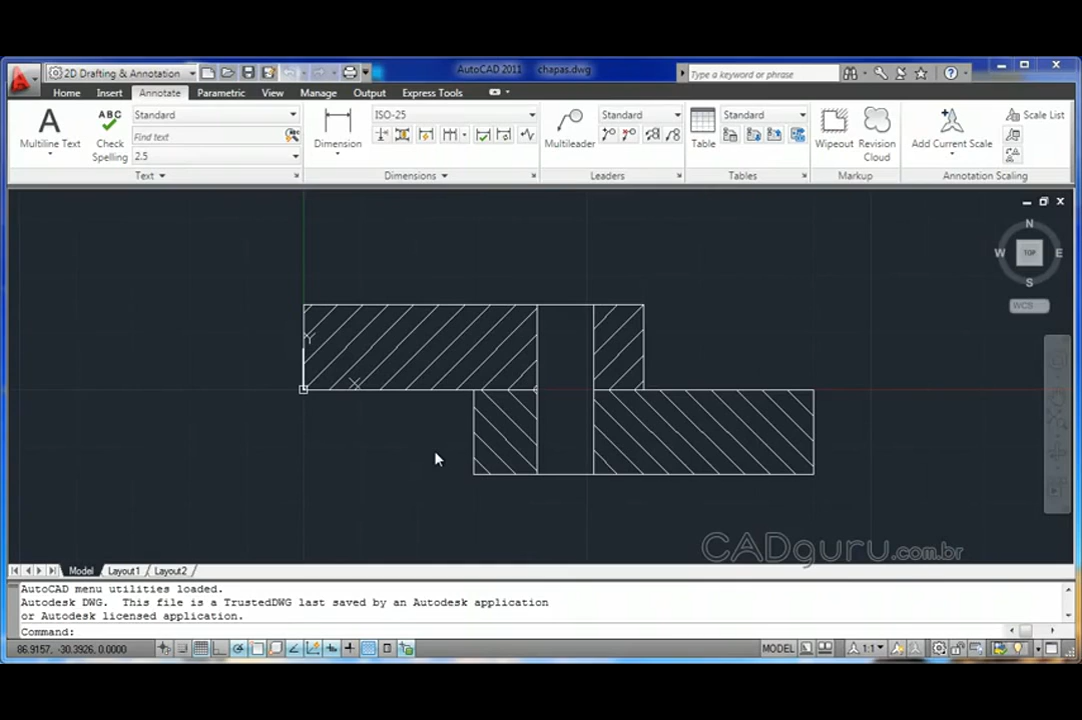 2D Drafting & Annotation
AutoCAD 2011 chapas.dwg
Type a keyword or phrase
Home Insert Annotate Parametric View Manage Output Express Tools
A
Multiline Text
ABC
Check
Spelling
Standard
Find text
2.5
Text
Dimension
ISO-25
Dimensions
Multileader
Standard
Leaders
Table
Standard
Tables
Wipeout
Revision
Cloud
Markup
Add Current Scale
Scale List
Annotation Scaling
N
W TOP E
S
WCS
Y
X
CADguru.com.br
Model Layout1 Layout2
AutoCAD menu utilities loaded.
Autodesk DWG. This file is a TrustedDWG last saved by an Autodesk application
or Autodesk licensed application.
Command:
86.9157, -30.3926, 0.0000
MODEL
1:1